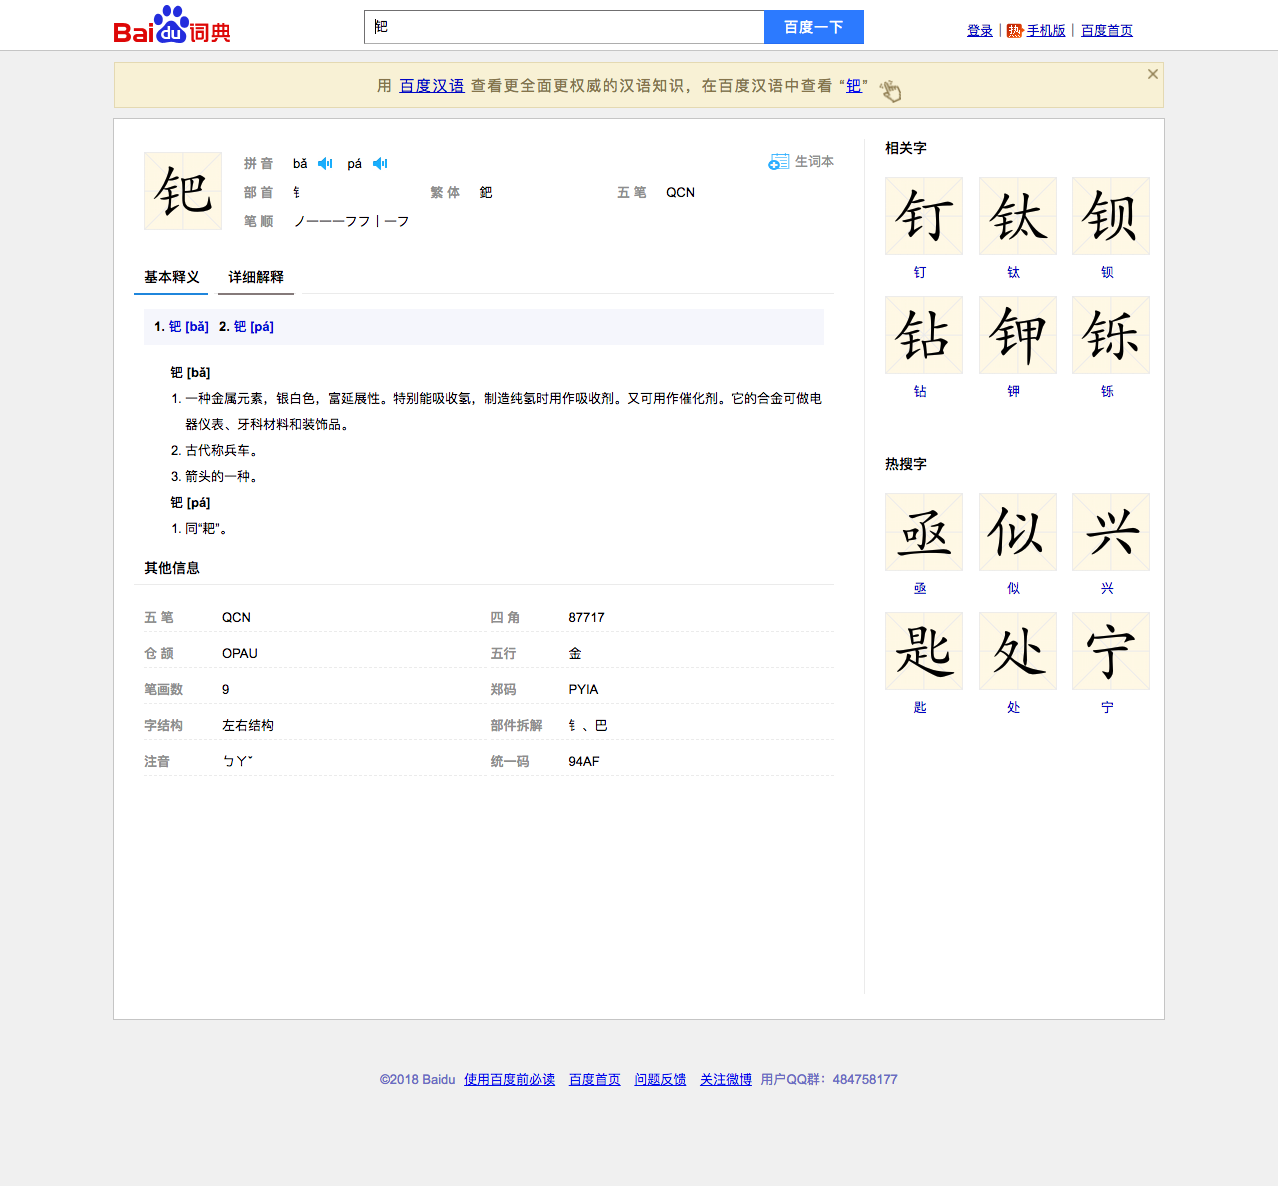 Bai du 词典
钯
百度一下
登录 | 热 手机版 | 百度首页
用 百度汉语 查看更全面更权威的汉语知识，在百度汉语中查看 “钯”
钯
拼 音 bǎ pá
生词本
部 首 钅 繁 体 鈀 五 笔 QCN
笔 顺 ノ一一一フフ丨一フ
基本释义 详细解释
1. 钯 [bǎ] 2. 钯 [pá]
钯 [bǎ]
1. 一种金属元素，银白色，富延展性。特别能吸收氢，制造纯氢时用作吸收剂。又可用作催化剂。它的合金可做电
器仪表、牙科材料和装饰品。
2. 古代称兵车。
3. 箭头的一种。
钯 [pá]
1. 同“耙”。
其他信息
五 笔 QCN 四 角 87717
仓 颉 OPAU 五行 金
笔画数 9 郑码 PYIA
字结构 左右结构 部件拆解 钅、巴
注音 ㄅㄚˇ 统一码 94AF
相关字
钉 钛 钡
钉 钛 钡
钻 钾 铄
钻 钾 铄
热搜字
亟 似 兴
亟 似 兴
匙 处 宁
匙 处 宁
©2018 Baidu 使用百度前必读 百度首页 问题反馈 关注微博 用户QQ群：484758177